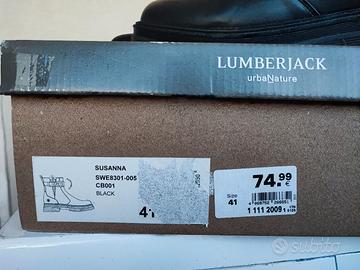 LUMBERJACK
urbaNature
SUSANNA
SWE8301-005
CB001
BLACK
41
74.99
€
Size
41
1 111 2009
subito